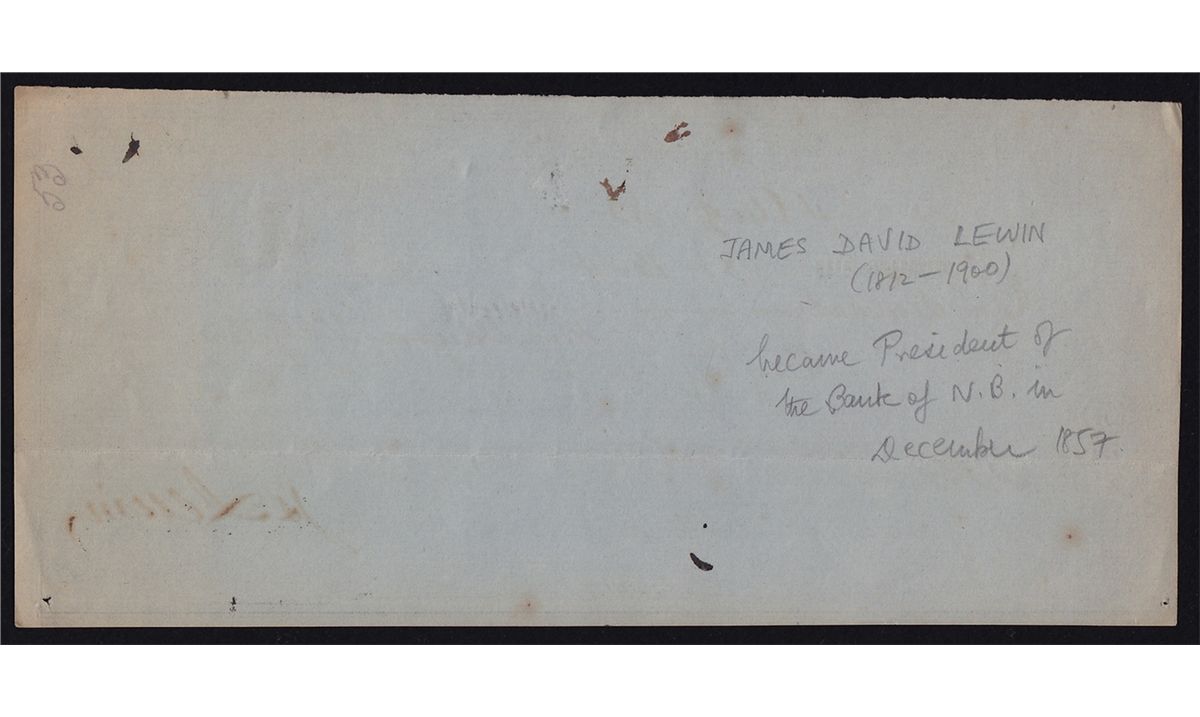 JAMES DAVID LEWIN
(1812-1900)
became President of
the Bank of N.B. in
December 1857.